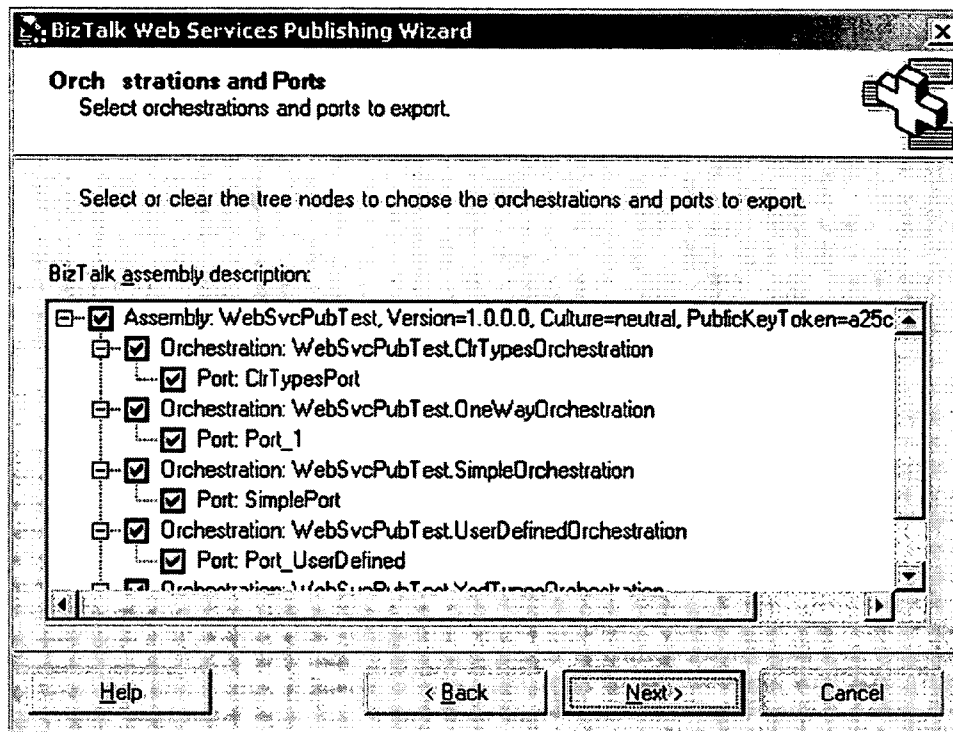 BizTalk Web Services Publishing Wizard
Orch strations and Ports
Select orchestrations and ports to export.
Select or clear the tree nodes to choose the orchestrations and ports to export.
BizTalk assembly description:
Assembly: WebSvcPubTest, Version=1.0.0.0, Culture=neutral, PublicKeyToken=a25c
Orchestration: WebSvcPubTest.ClrTypesOrchestration
Port: ClrTypesPort
Orchestration: WebSvcPubTest.OneWayOrchestration
Port: Port_1
Orchestration: WebSvcPubTest.SimpleOrchestration
Port: SimplePort
Orchestration: WebSvcPubTest.UserDefinedOrchestration
Port: Port_UserDefined
Orchestration: WebSvcPubTest.XsdTypesOrchestration
Help
< Back
Next >
Cancel